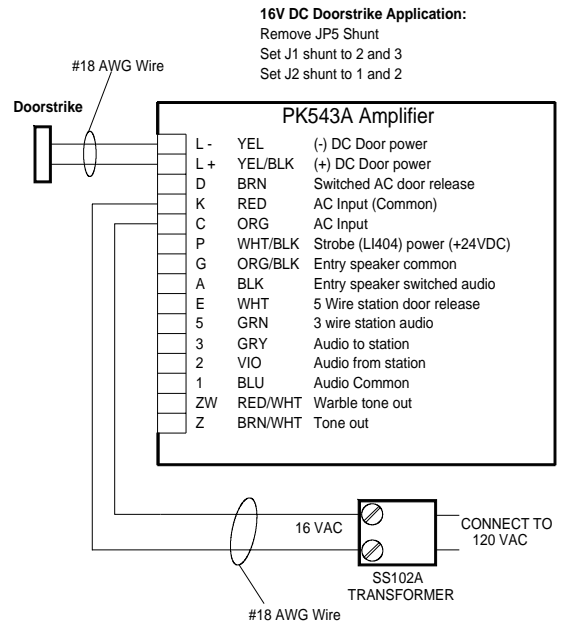 16V DC Doorstrike Application:
Remove JP5 Shunt
Set J1 shunt to 2 and 3
Set J2 shunt to 1 and 2
#18 AWG Wire
Doorstrike
PK543A Amplifier
L - YEL (-) DC Door power
L + YEL/BLK (+) DC Door power
D BRN Switched AC door release
K RED AC Input (Common)
C ORG AC Input
P WHT/BLK Strobe (LI404) power (+24VDC)
G ORG/BLK Entry speaker common
A BLK Entry speaker switched audio
E WHT 5 Wire station door release
5 GRN 3 wire station audio
3 GRY Audio to station
2 VIO Audio from station
1 BLU Audio Common
ZW RED/WHT Warble tone out
Z BRN/WHT Tone out
16 VAC
CONNECT TO
120 VAC
SS102A
TRANSFORMER
#18 AWG Wire